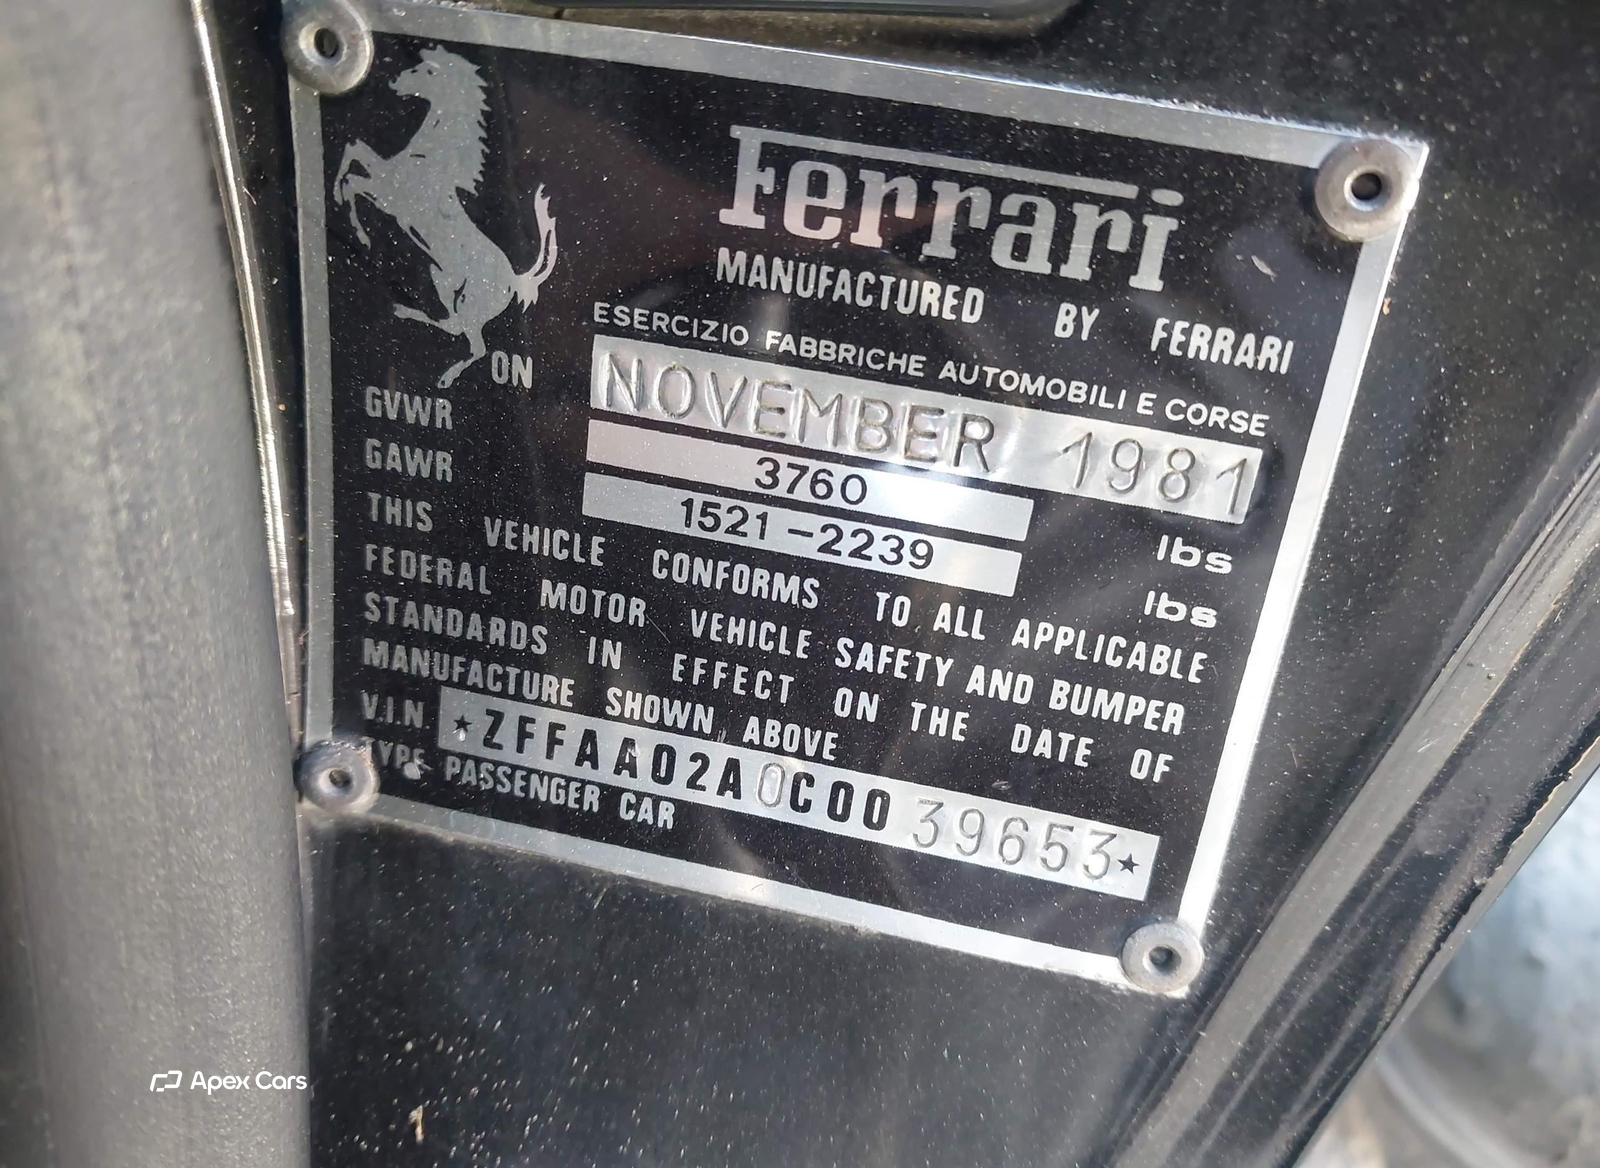 Ferrari
MANUFACTURED BY FERRARI
ESERCIZIO FABBRICHE AUTOMOBILI E CORSE
ON NOVEMBER 1981
GVWR 3760 lbs
GAWR 1521-2239 lbs
THIS VEHICLE CONFORMS TO ALL APPLICABLE
FEDERAL MOTOR VEHICLE SAFETY AND BUMPER
STANDARDS IN EFFECT ON THE DATE OF
MANUFACTURE SHOWN ABOVE
V.I.N ★ZFFAA02A0C0039653★
TYPE PASSENGER CAR
Apex Cars